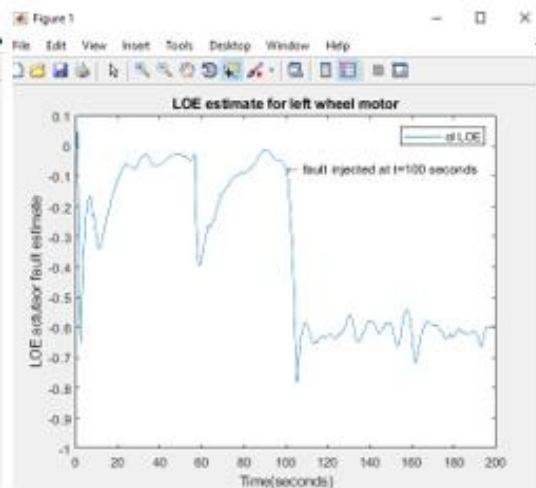 Figure 1
File Edit View Insert Tools Desktop Window Help
LOE estimate for left wheel motor
0.1
0
-0.1
-0.2
-0.3
-0.4
-0.5
-0.6
-0.7
-0.8
-0.9
-1
LOE actutaor fault estimate
al LOE
fault injected at t=100 seconds
0 20 40 60 80 100 120 140 160 180 200
Time(seconds)